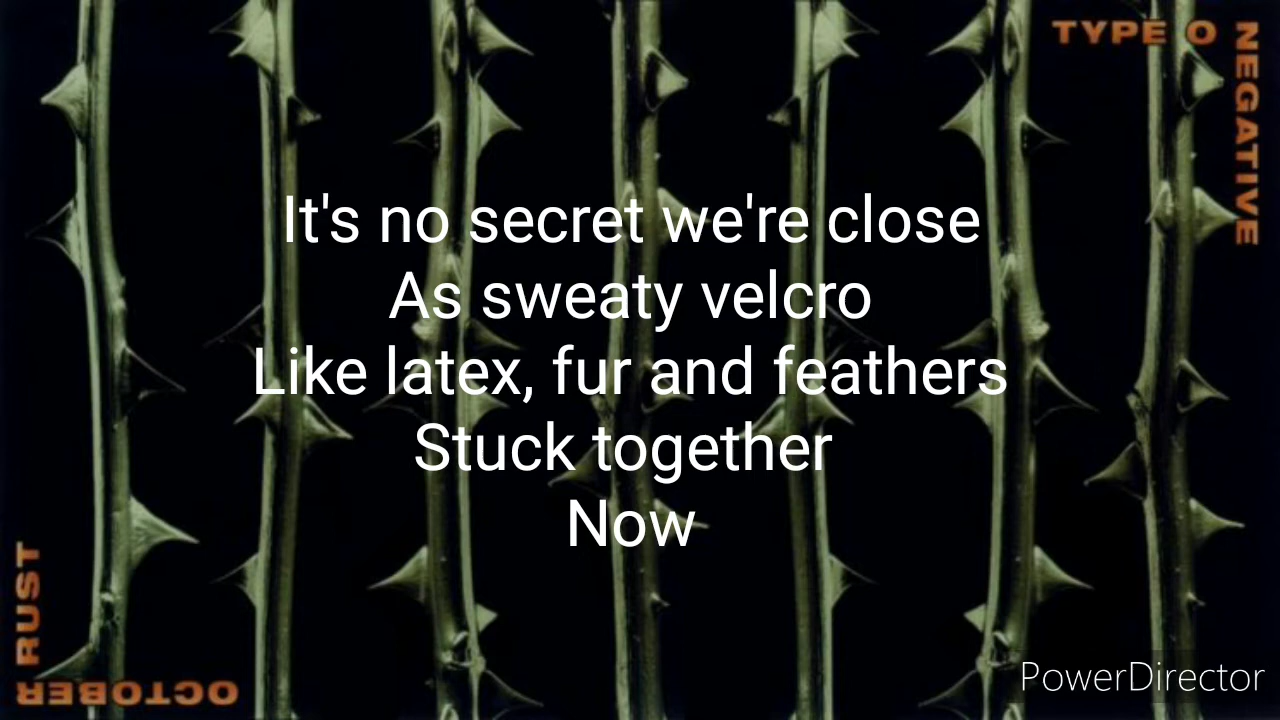 TYPE O
NEGATIVE
It's no secret we're close
As sweaty velcro
Like latex, fur and feathers
Stuck together
Now
OCTOBER
RUST
PowerDirector